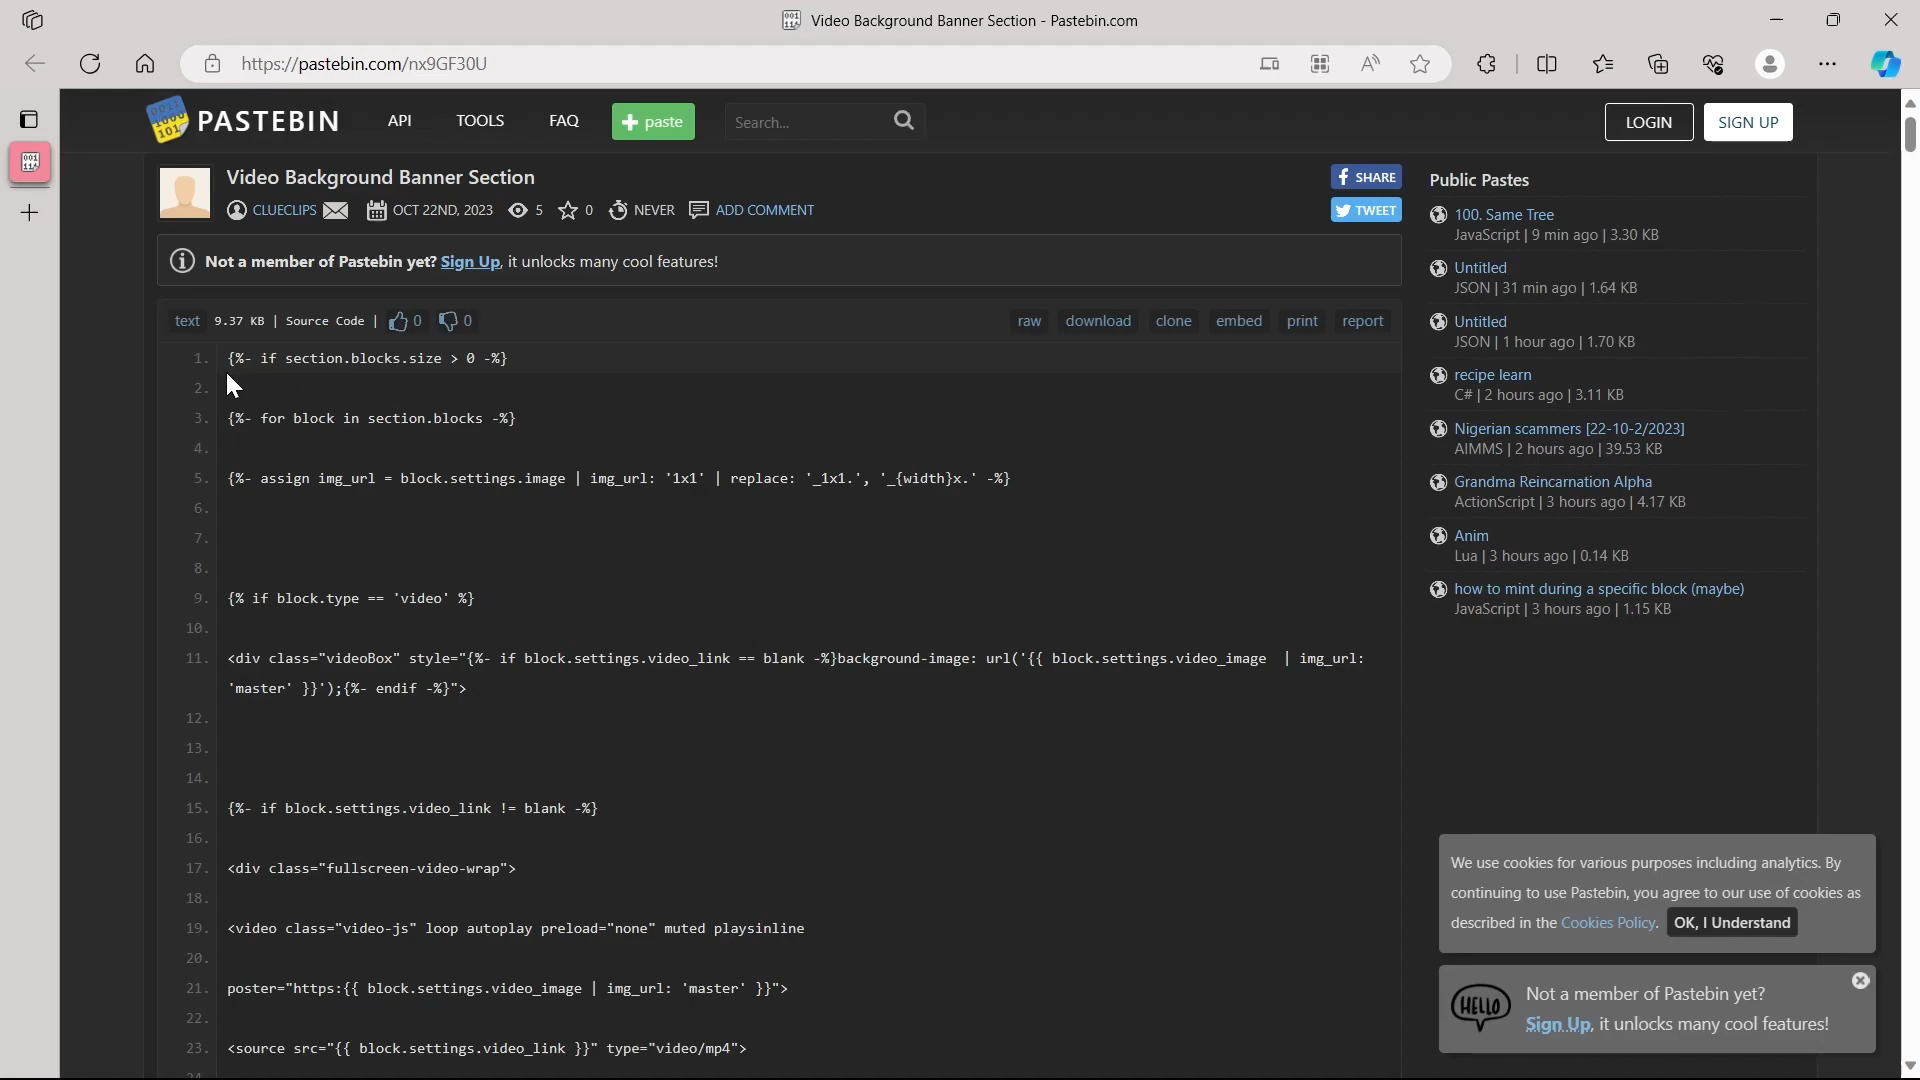 Video Background Banner Section - Pastebin.com
https://pastebin.com/nx9GF30U
PASTEBIN
API
TOOLS
FAQ
paste
Search...
LOGIN
SIGN UP
Video Background Banner Section
CLUECLIPS
OCT 22ND, 2023
5
0
NEVER
ADD COMMENT
SHARE
TWEET
Not a member of Pastebin yet? Sign Up, it unlocks many cool features!
text 9.37 KB | Source Code | 0 0
raw download clone embed print report
1. {%- if section.blocks.size > 0 -%}
2.
3. {%- for block in section.blocks -%}
4.
5. {%- assign img_url = block.settings.image | img_url: '1x1' | replace: '_1x1.', '_{width}x.' -%}
6.
7.
8.
9. {% if block.type == 'video' %}
10.
11. <div class="videoBox" style="{%- if block.settings.video_link == blank -%}background-image: url('{{ block.settings.video_image | img_url:
'master' }}');{%- endif -%}">
12.
13.
14.
15. {%- if block.settings.video_link != blank -%}
16.
17. <div class="fullscreen-video-wrap">
18.
19. <video class="video-js" loop autoplay preload="none" muted playsinline
20.
21. poster="https:{{ block.settings.video_image | img_url: 'master' }}">
22.
23. <source src="{{ block.settings.video_link }}" type="video/mp4">
24.
Public Pastes
100. Same Tree
JavaScript | 9 min ago | 3.30 KB
Untitled
JSON | 31 min ago | 1.64 KB
Untitled
JSON | 1 hour ago | 1.70 KB
recipe learn
C# | 2 hours ago | 3.11 KB
Nigerian scammers [22-10-2/2023]
AIMMS | 2 hours ago | 39.53 KB
Grandma Reincarnation Alpha
ActionScript | 3 hours ago | 4.17 KB
Anim
Lua | 3 hours ago | 0.14 KB
how to mint during a specific block (maybe)
JavaScript | 3 hours ago | 1.15 KB
We use cookies for various purposes including analytics. By
continuing to use Pastebin, you agree to our use of cookies as
described in the Cookies Policy. OK, I Understand
HELLO
Not a member of Pastebin yet?
Sign Up, it unlocks many cool features!